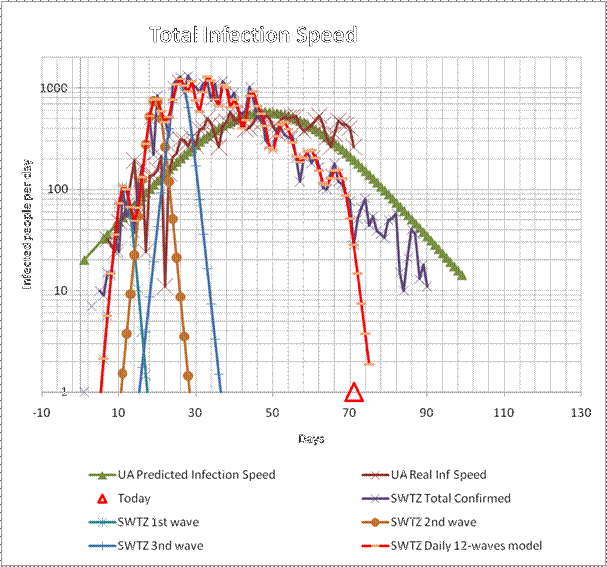 Total Infection Speed
Infected people per day
1000
100
10
1
-10 10 30 50 70 90 110 130
Days
UA Predicted Infection Speed
UA Real Inf Speed
Today
SWTZ Total Confirmed
SWTZ 1st wave
SWTZ 2nd wave
SWTZ 3nd wave
SWTZ Daily 12-waves model